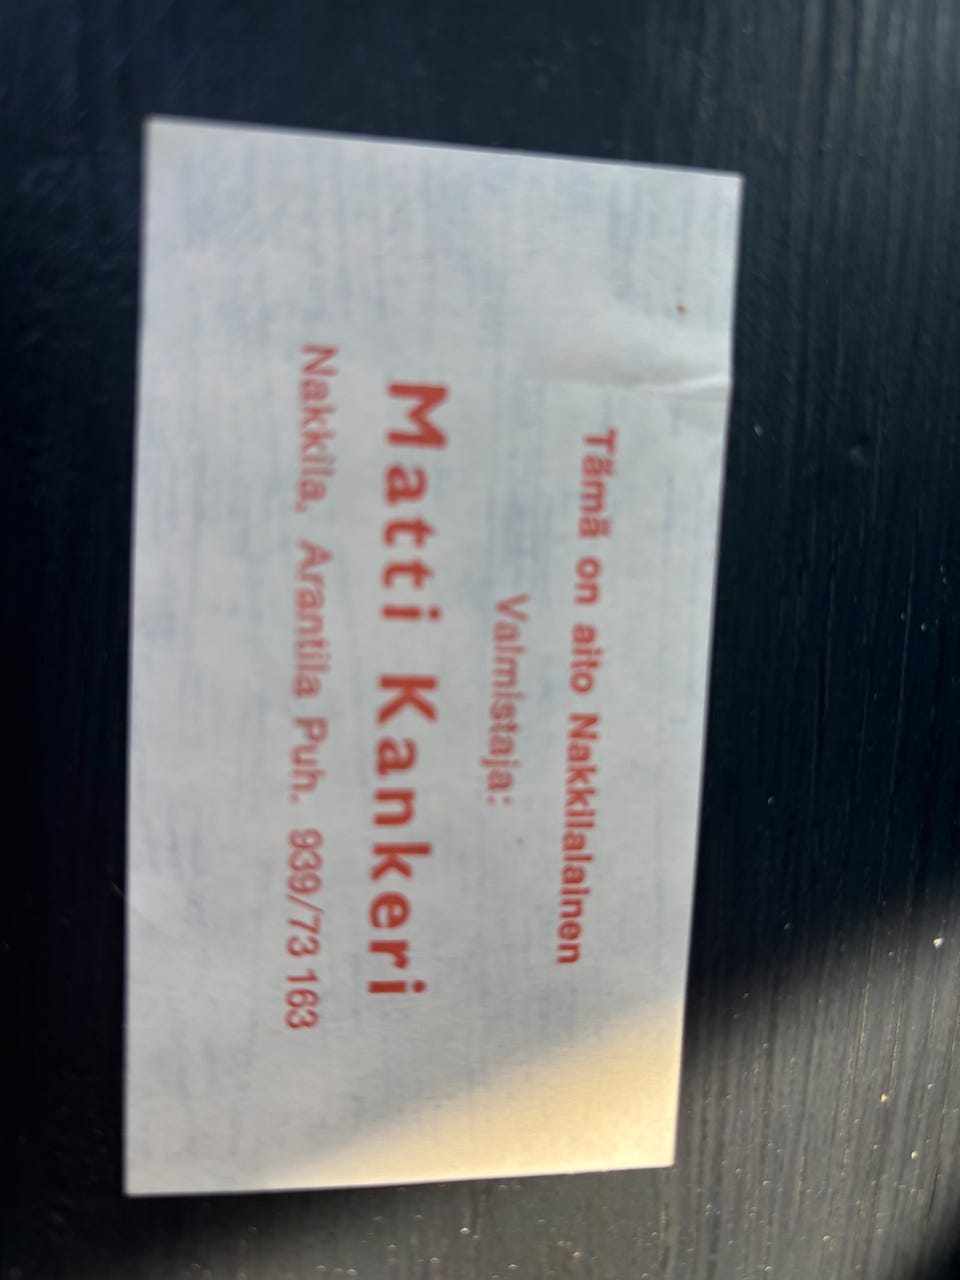 Tämä on aito Nakkilalainen
Valmistaja:
Matti Kankeri
Nakkila, Arantila Puh. 939/73 163